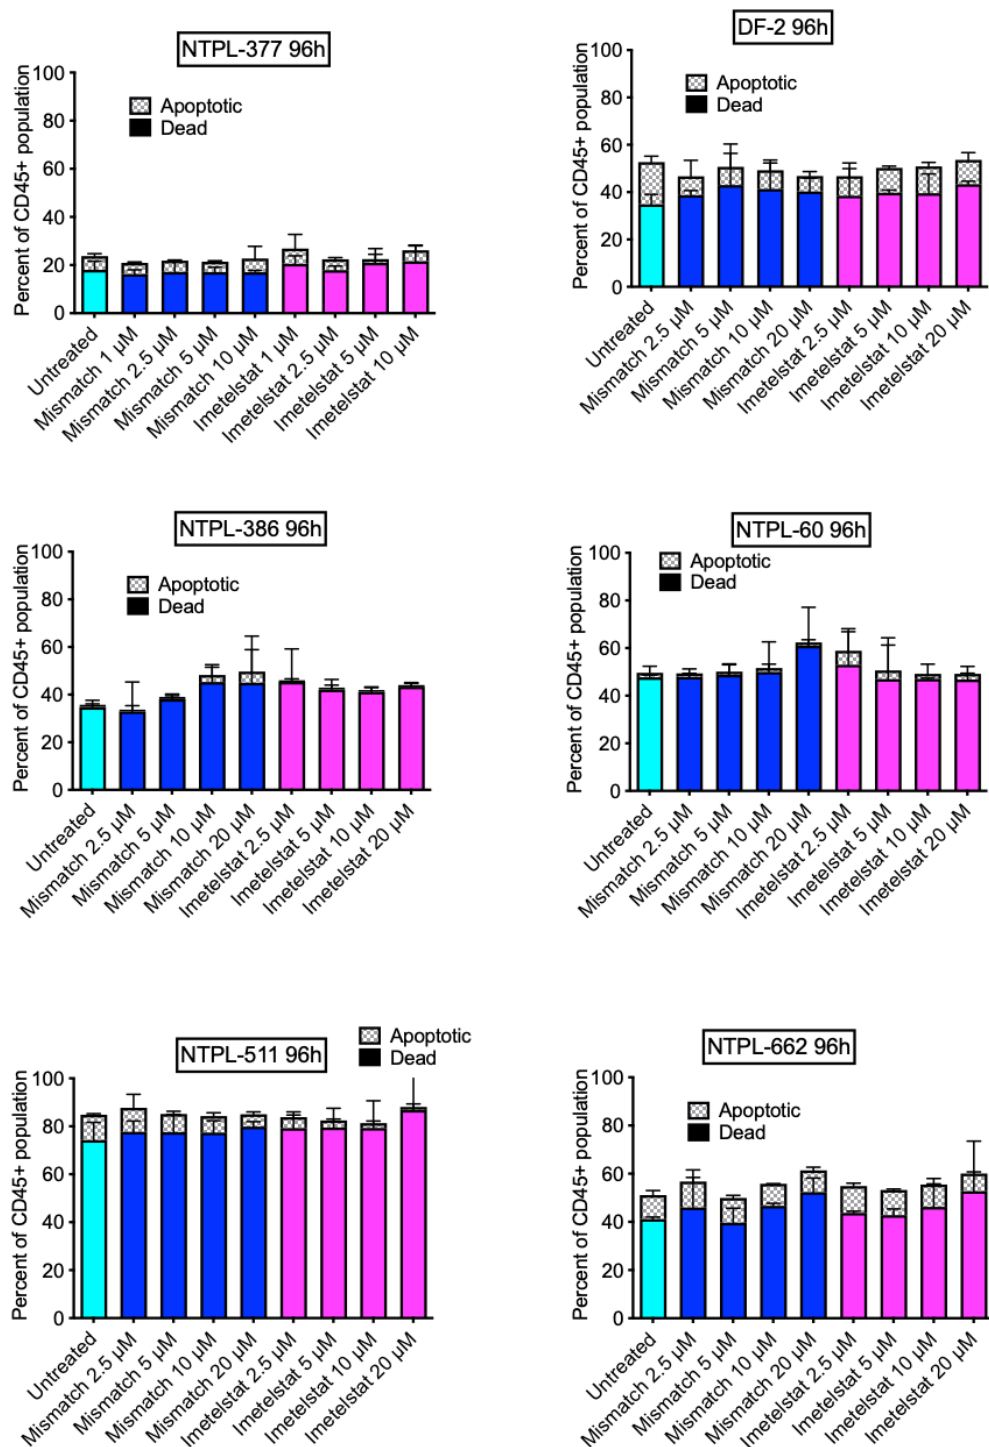 NTPL-377 96h
Percent of CD45+ population
100
80
60
40
20
0
Apoptotic
Dead
Untreated
Mismatch 1 µM
Mismatch 2.5 µM
Mismatch 5 µM
Mismatch 10 µM
Imetelstat 1 µM
Imetelstat 2.5 µM
Imetelstat 5 µM
Imetelstat 10 µM
DF-2 96h
Percent of CD45+ population
100
80
60
40
20
0
Apoptotic
Dead
Untreated
Mismatch 2.5 µM
Mismatch 5 µM
Mismatch 10 µM
Mismatch 20 µM
Imetelstat 2.5 µM
Imetelstat 5 µM
Imetelstat 10 µM
Imetelstat 20 µM
NTPL-386 96h
Percent of CD45+ population
100
80
60
40
20
0
Apoptotic
Dead
Untreated
Mismatch 2.5 µM
Mismatch 5 µM
Mismatch 10 µM
Mismatch 20 µM
Imetelstat 2.5 µM
Imetelstat 5 µM
Imetelstat 10 µM
Imetelstat 20 µM
NTPL-60 96h
Percent of CD45+ population
100
80
60
40
20
0
Apoptotic
Dead
Untreated
Mismatch 2.5 µM
Mismatch 5 µM
Mismatch 10 µM
Mismatch 20 µM
Imetelstat 2.5 µM
Imetelstat 5 µM
Imetelstat 10 µM
Imetelstat 20 µM
NTPL-511 96h
Percent of CD45+ population
100
80
60
40
20
0
Apoptotic
Dead
Untreated
Mismatch 2.5 µM
Mismatch 5 µM
Mismatch 10 µM
Mismatch 20 µM
Imetelstat 2.5 µM
Imetelstat 5 µM
Imetelstat 10 µM
Imetelstat 20 µM
NTPL-662 96h
Percent of CD45+ population
100
80
60
40
20
0
Apoptotic
Dead
Untreated
Mismatch 2.5 µM
Mismatch 5 µM
Mismatch 10 µM
Mismatch 20 µM
Imetelstat 2.5 µM
Imetelstat 5 µM
Imetelstat 10 µM
Imetelstat 20 µM